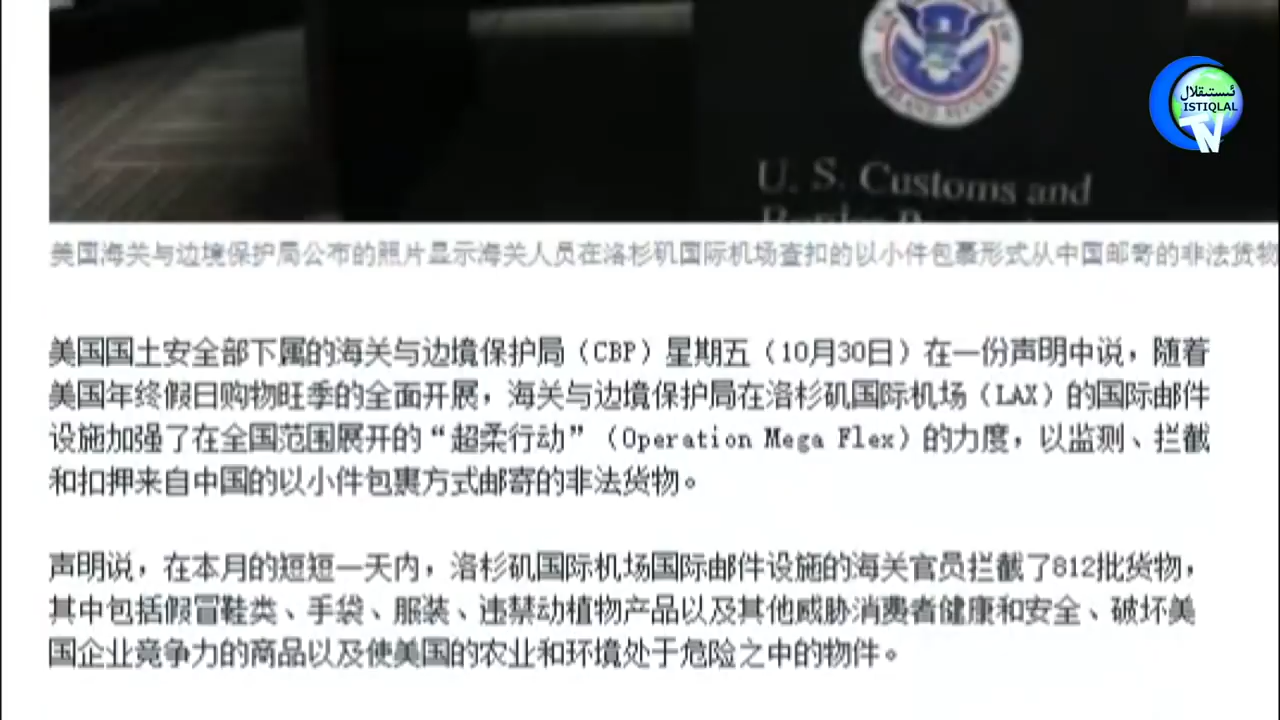 HOMELAND SECURITY
ئىستىقلال
ISTIQLAL
TV
U. S. Customs and
美国海关与边境保护局公布的照片显示海关人员在洛杉矶国际机场查扣的以小件包裹形式从中国邮寄的非法货物
美国国土安全部下属的海关与边境保护局（CBP）星期五（10月30日）在一份声明中说，随着
美国年终假日购物旺季的全面开展，海关与边境保护局在洛杉矶国际机场（LAX）的国际邮件
设施加强了在全国范围展开的“超柔行动”（Operation Mega Flex）的力度，以监测、拦截
和扣押来自中国的以小件包裹方式邮寄的非法货物。
声明说，在本月的短短一天内，洛杉矶国际机场国际邮件设施的海关官员拦截了812批货物，
其中包括假冒鞋类、手袋、服装、违禁动植物产品以及其他威胁消费者健康和安全、破坏美
国企业竞争力的商品以及使美国的农业和环境处于危险之中的物件。